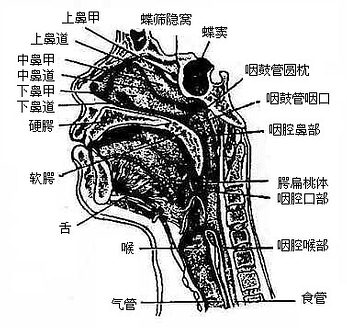 上鼻甲
蝶筛隐窝
蝶窦
上鼻道
中鼻甲
中鼻道
下鼻甲
下鼻道
硬腭
咽鼓管圆枕
咽鼓管咽口
咽腔鼻部
软腭
腭扁桃体
咽腔口部
舌
喉
咽腔喉部
气管
食管